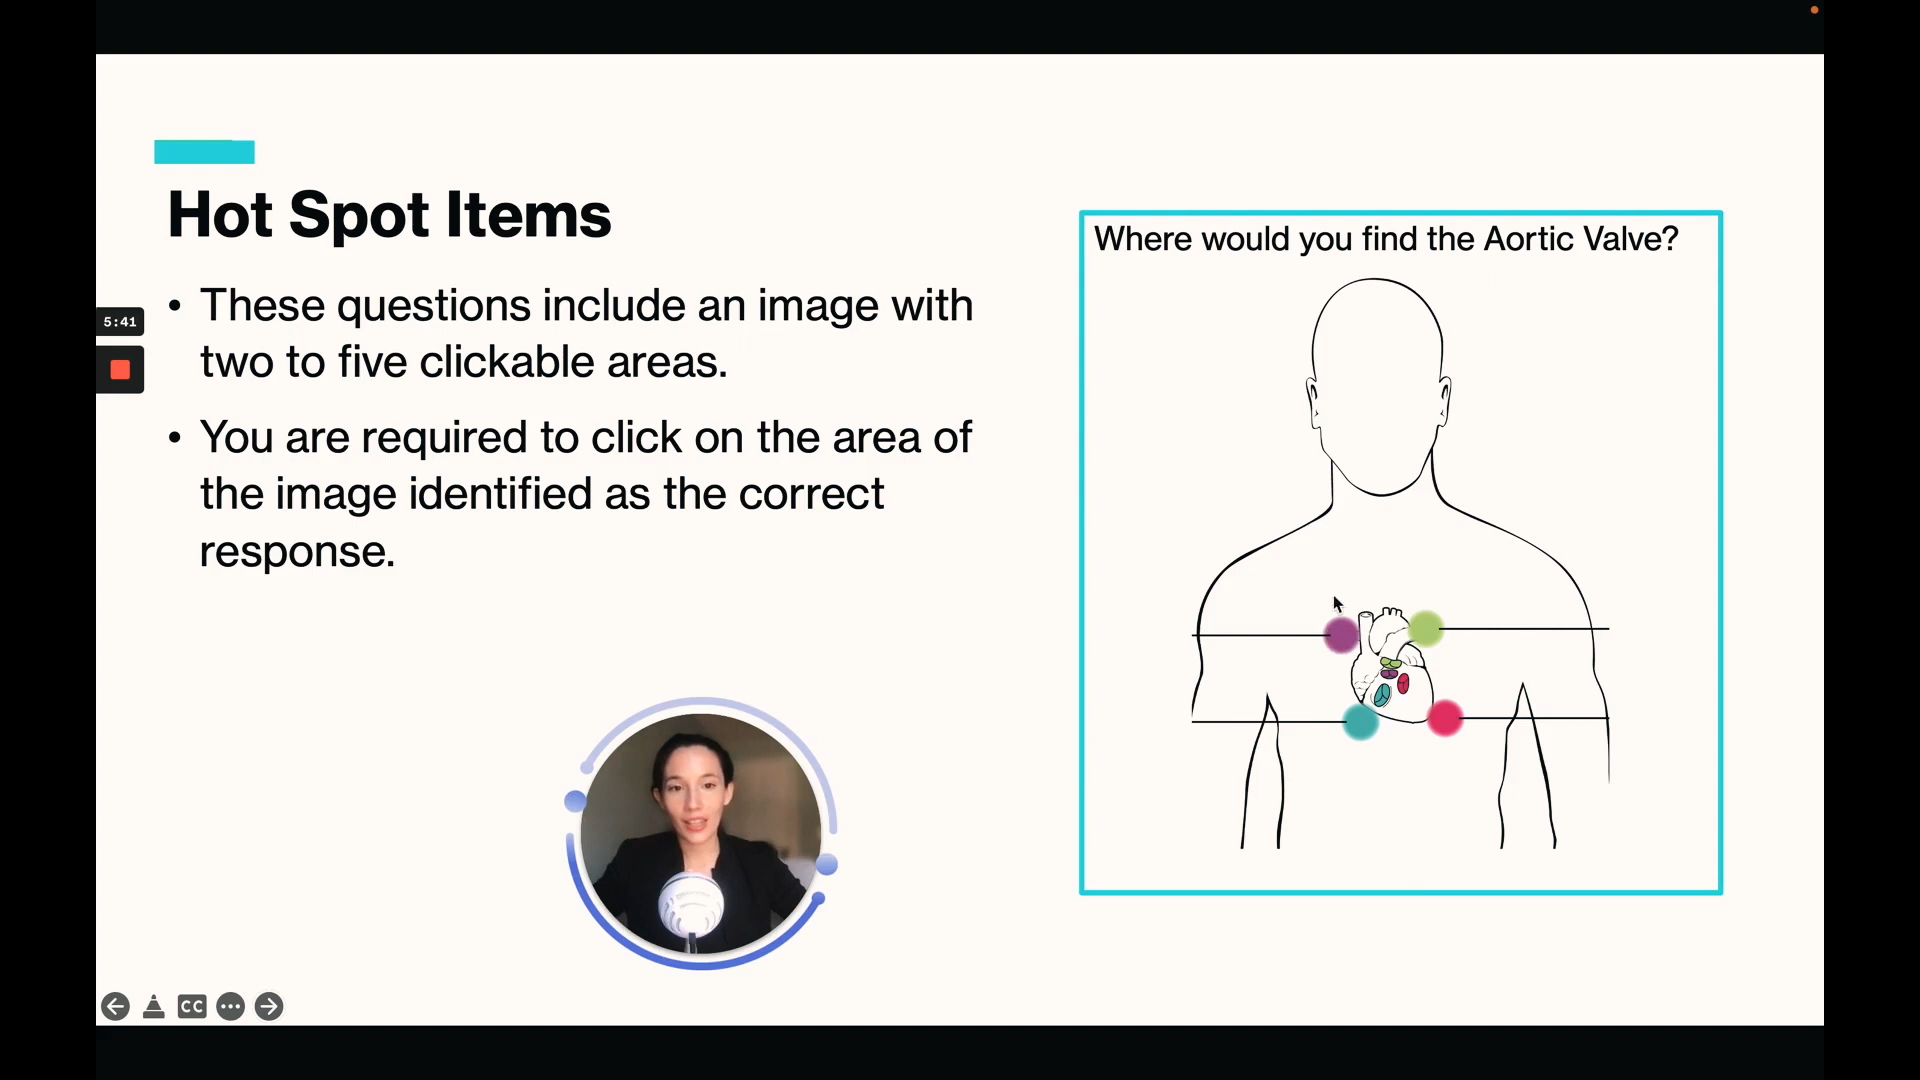 Hot Spot Items
• These questions include an image with
two to five clickable areas.
• You are required to click on the area of
the image identified as the correct
response.
Where would you find the Aortic Valve?
5:41
CC